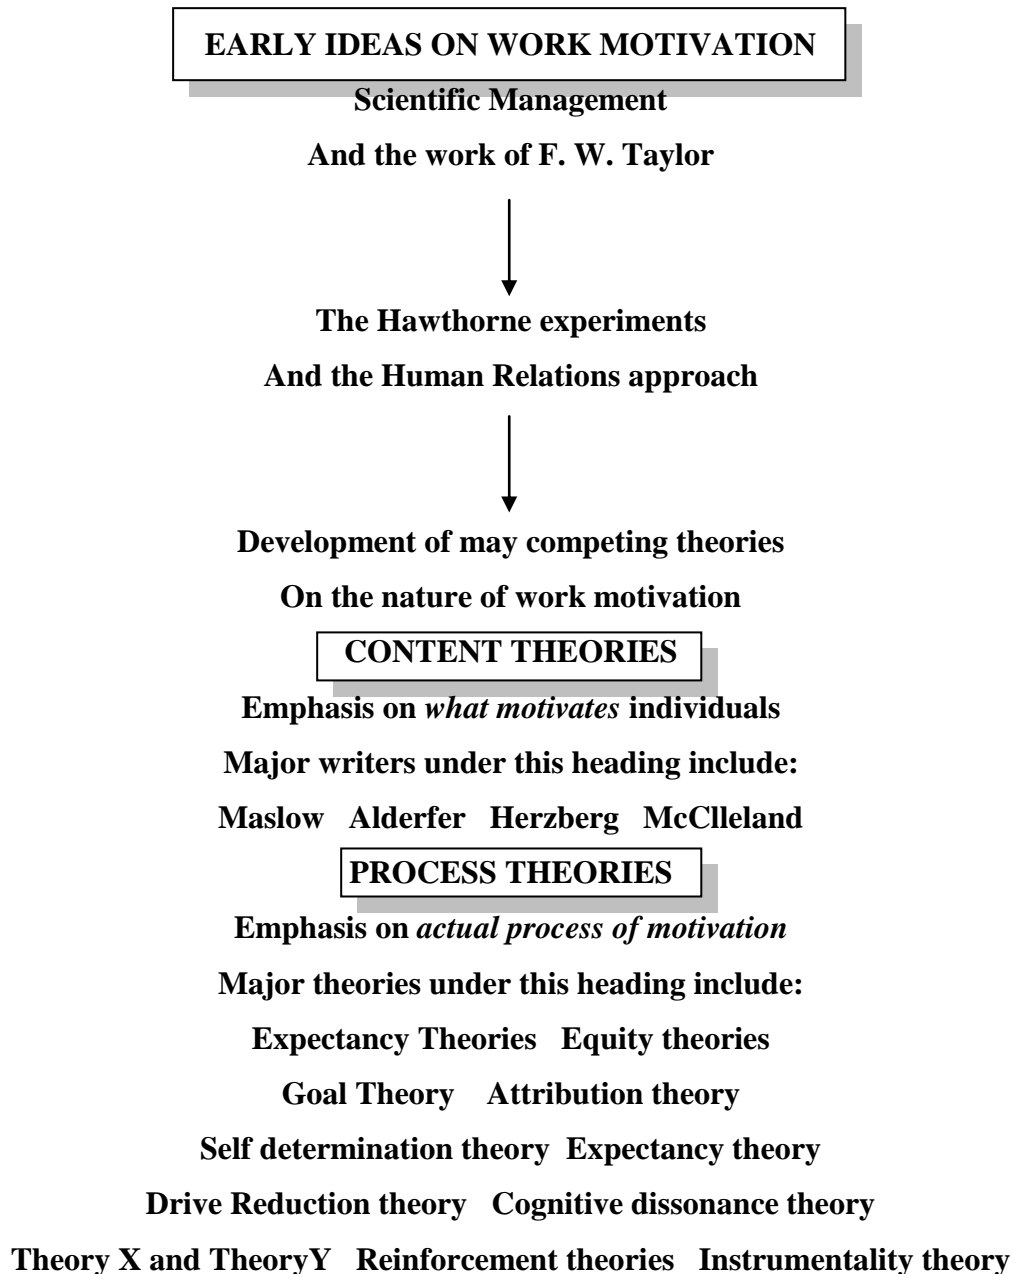 EARLY IDEAS ON WORK MOTIVATION
Scientific Management
And the work of F. W. Taylor
The Hawthorne experiments
And the Human Relations approach
Development of may competing theories
On the nature of work motivation
CONTENT THEORIES
Emphasis on what motivates individuals
Major writers under this heading include:
Maslow Alderfer Herzberg McClleland
PROCESS THEORIES
Emphasis on actual process of motivation
Major theories under this heading include:
Expectancy Theories Equity theories
Goal Theory Attribution theory
Self determination theory Expectancy theory
Drive Reduction theory Cognitive dissonance theory
Theory X and TheoryY Reinforcement theories Instrumentality theory